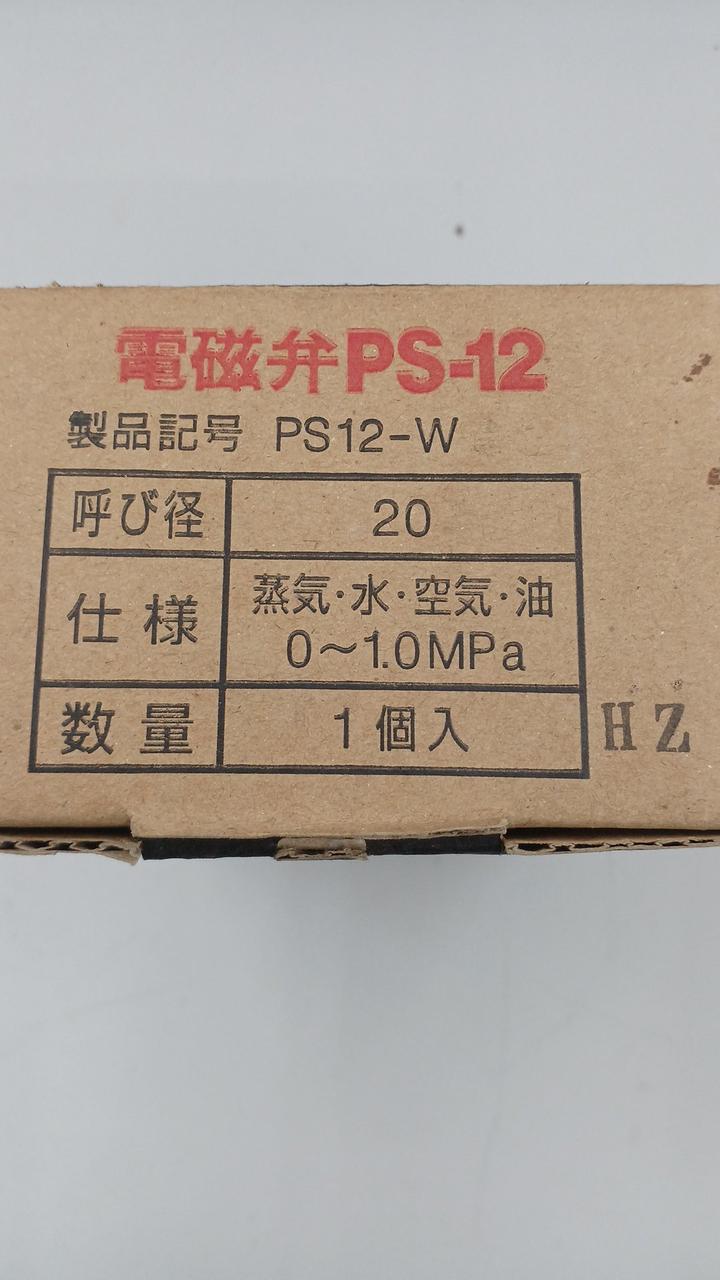 電磁弁PS-12
製品記号 PS12-W
呼び径 20
仕様 蒸気・水・空気・油
0～1.0MPa
数量 1個入
HZ